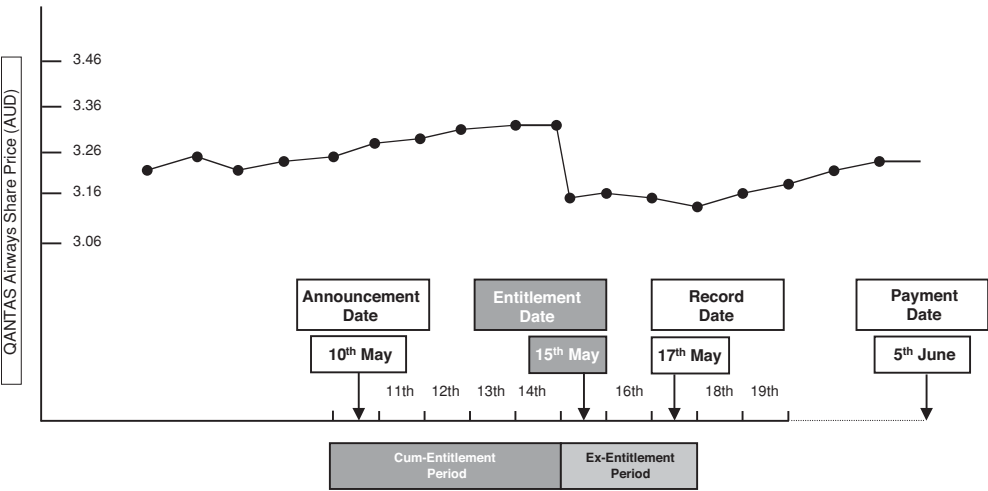 QANTAS Airways Share Price (AUD)
3.46
3.36
3.26
3.16
3.06
Announcement
Date
Entitlement
Date
Record
Date
Payment
Date
10th May
15th May
17th May
5th June
11th
12th
13th
14th
16th
18th
19th
Cum-Entitlement
Period
Ex-Entitlement
Period